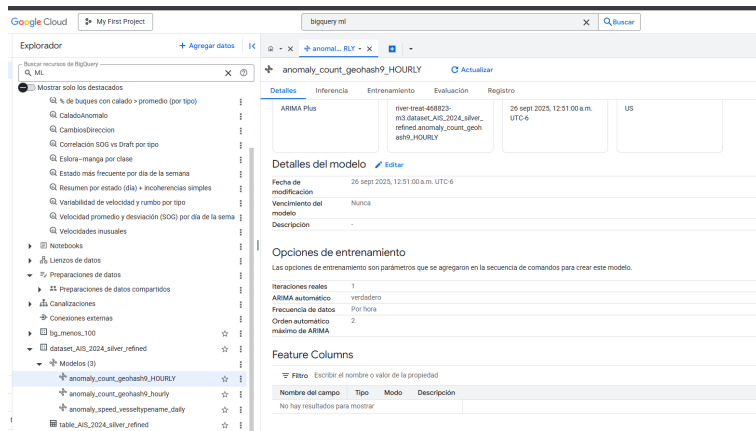 Google Cloud
My First Project
bigquery ml
Buscar
Explorador
+ Agregar datos
anomal... RLY
Buscar recursos de BigQuery
ML
Mostrar solo los destacados
% de buques con calado > promedio (por tipo)
CaladoAnomalo
CambiosDireccion
Correlación SOG vs Draft por tipo
Eslora–manga por clase
Estado más frecuente por día de la semana
Resumen por estado (día) + incoherencias simples
Variabilidad de velocidad y rumbo por tipo
Velocidad promedio y desviación (SOG) por día de la sema
Velocidades inusuales
Notebooks
Lienzos de datos
Preparaciones de datos
Preparaciones de datos compartidos
Canalizaciones
Conexiones externas
bg_menos_100
dataset_AIS_2024_silver_refined
Modelos (3)
anomaly_count_geohash9_HOURLY
anomaly_count_geohash9_hourly
anomaly_speed_vesseltypename_daily
table_AIS_2024_silver_refined
anomaly_count_geohash9_HOURLY
Actualizar
Detalles Inferencia Entrenamiento Evaluación Registro
ARIMA Plus
river-treat-468823-
m3.dataset_AIS_2024_silver_
refined.anomaly_count_geoh
ash9_HOURLY
26 sept 2025, 12:51:00 a.m.
UTC-6
US
Detalles del modelo Editar
Fecha de
modificación
26 sept 2025, 12:51:00 a.m. UTC-6
Vencimiento del
modelo
Nunca
Descripción -
Opciones de entrenamiento
Las opciones de entrenamiento son parámetros que se agregaron en la secuencia de comandos para crear este modelo.
Iteraciones reales 1
ARIMA automático verdadero
Frecuencia de datos Por hora
Orden automático
máximo de ARIMA
2
Feature Columns
Filtro Escribir el nombre o valor de la propiedad
Nombre del campo Tipo Modo Descripción
No hay resultados para mostrar